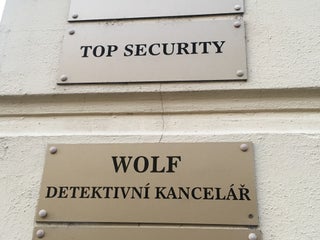 TOP SECURITY
WOLF
DETEKTIVNÍ KANCELÁŘ